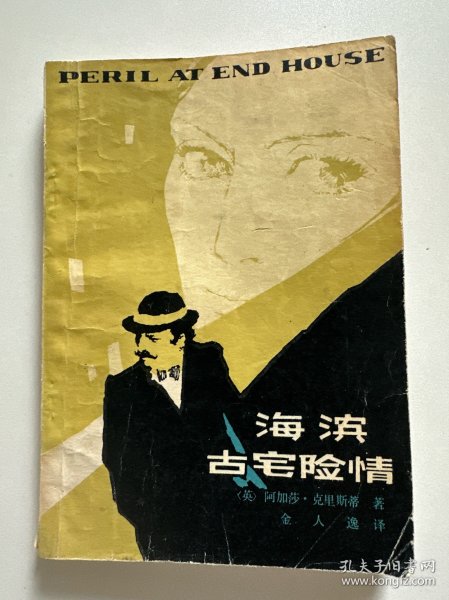 PERIL AT END HOUSE
海滨
古宅险情
〈英〉阿加莎·克里斯蒂 著
金人逸 译
孔夫子旧书网
www.kongfz.com